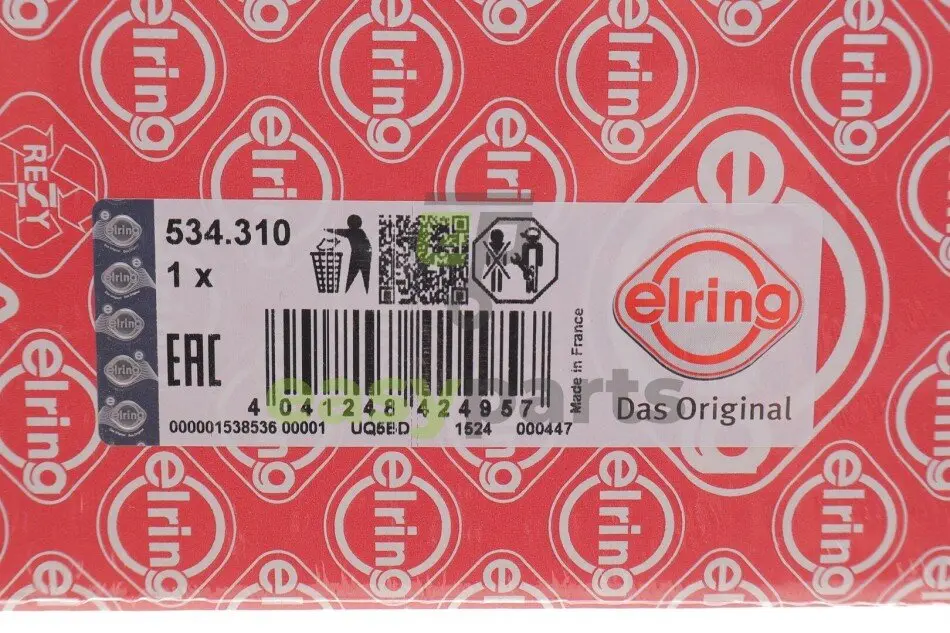 534.310
1 x
EAC
4 041248 424957
Made in France
000001538536 00001 UQ5EBD 1524 000447
elring
Das Original
easyparts
RESY
elring